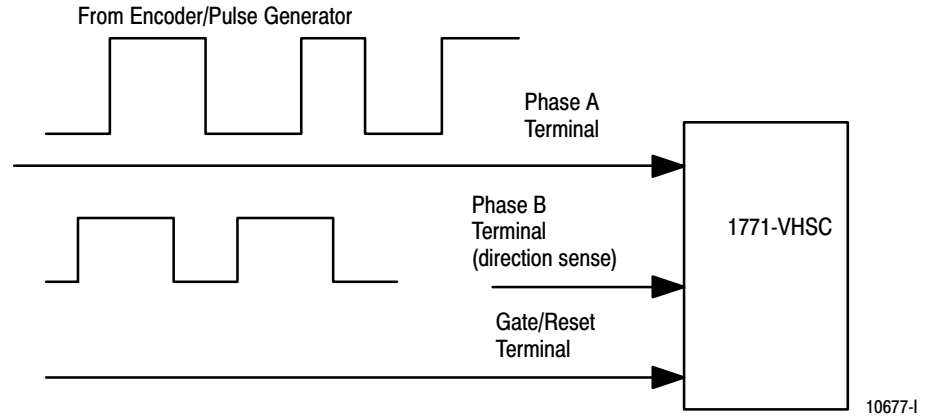 From Encoder/Pulse Generator
Phase A
Terminal
Phase B
Terminal
(direction sense)
1771-VHSC
Gate/Reset
Terminal
10677-I